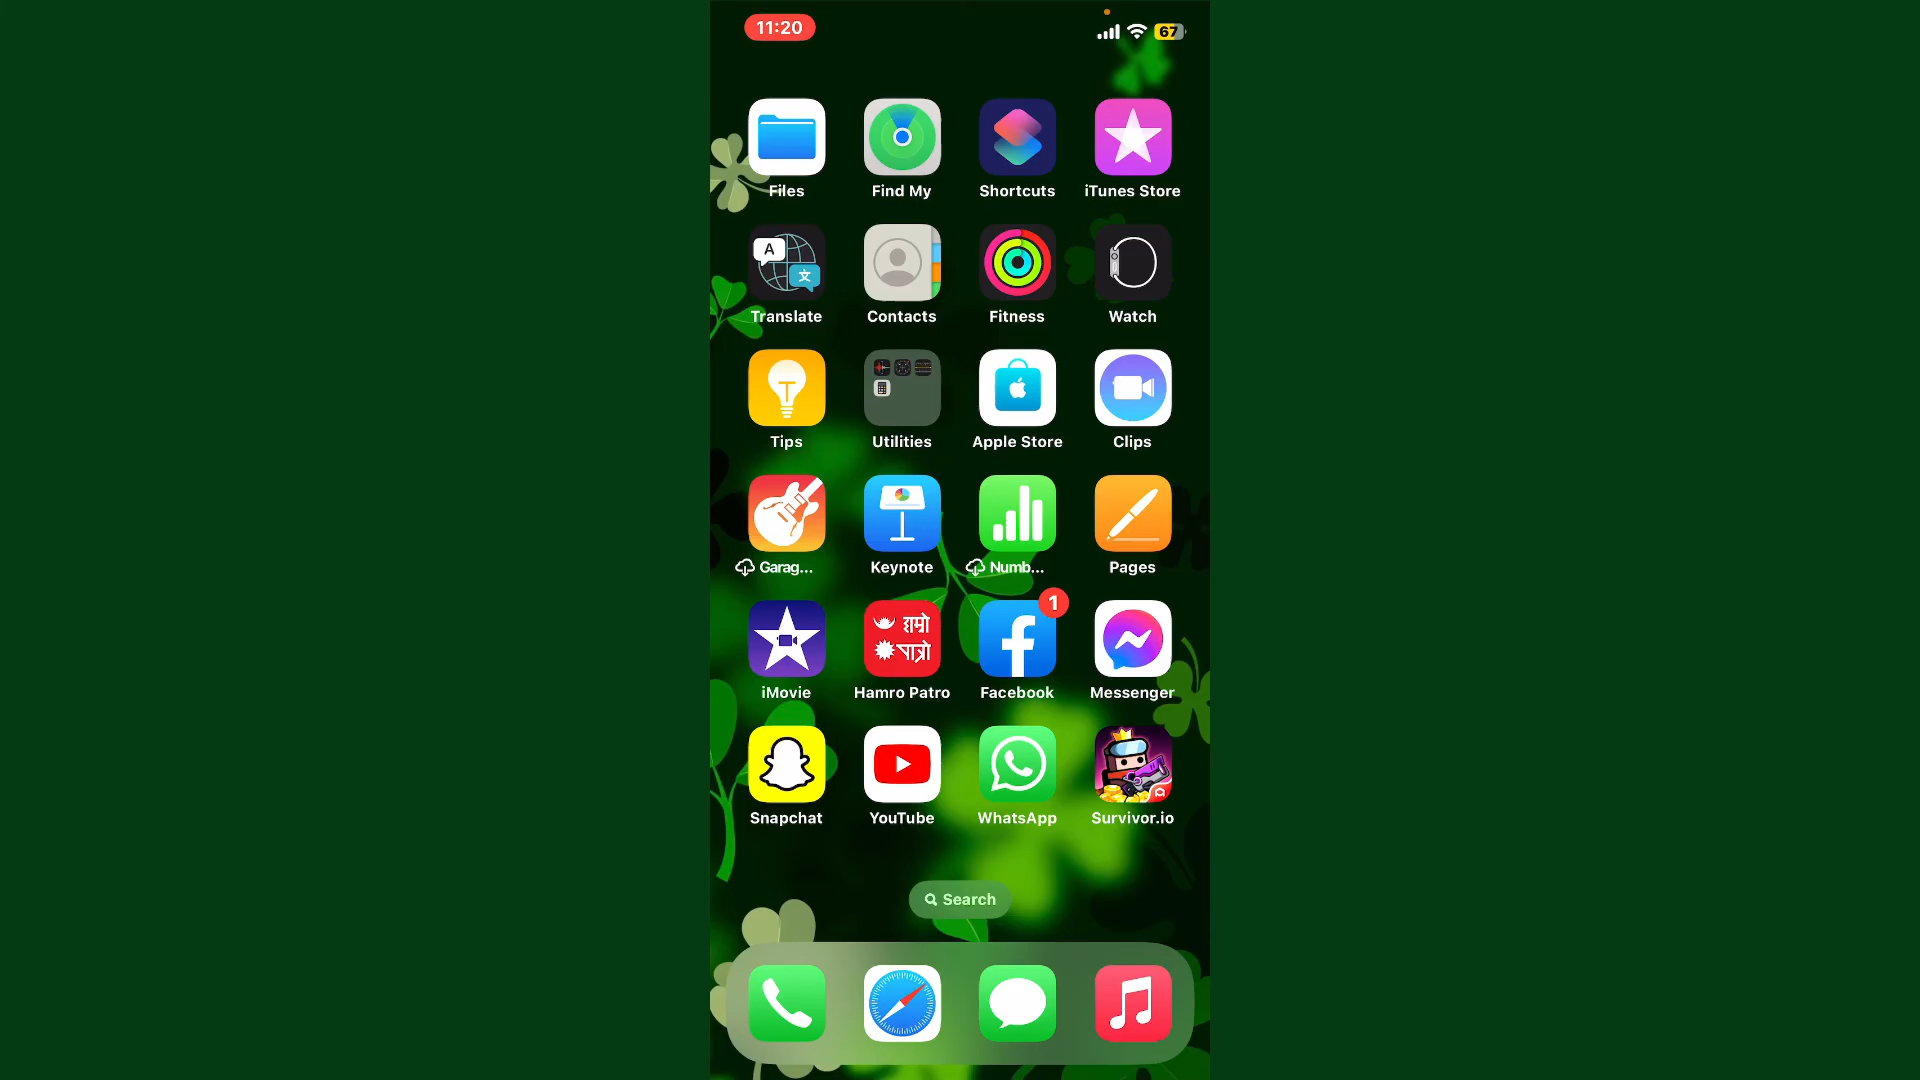 11:20
67
Files
Find My
Shortcuts
iTunes Store
A
文
Translate
Contacts
Fitness
Watch
Tips
Utilities
Apple Store
Clips
Garag...
Keynote
Numb...
Pages
1
हाम्रो
पात्रो
iMovie
Hamro Patro
Facebook
Messenger
Snapchat
YouTube
WhatsApp
Survivor.io
Search